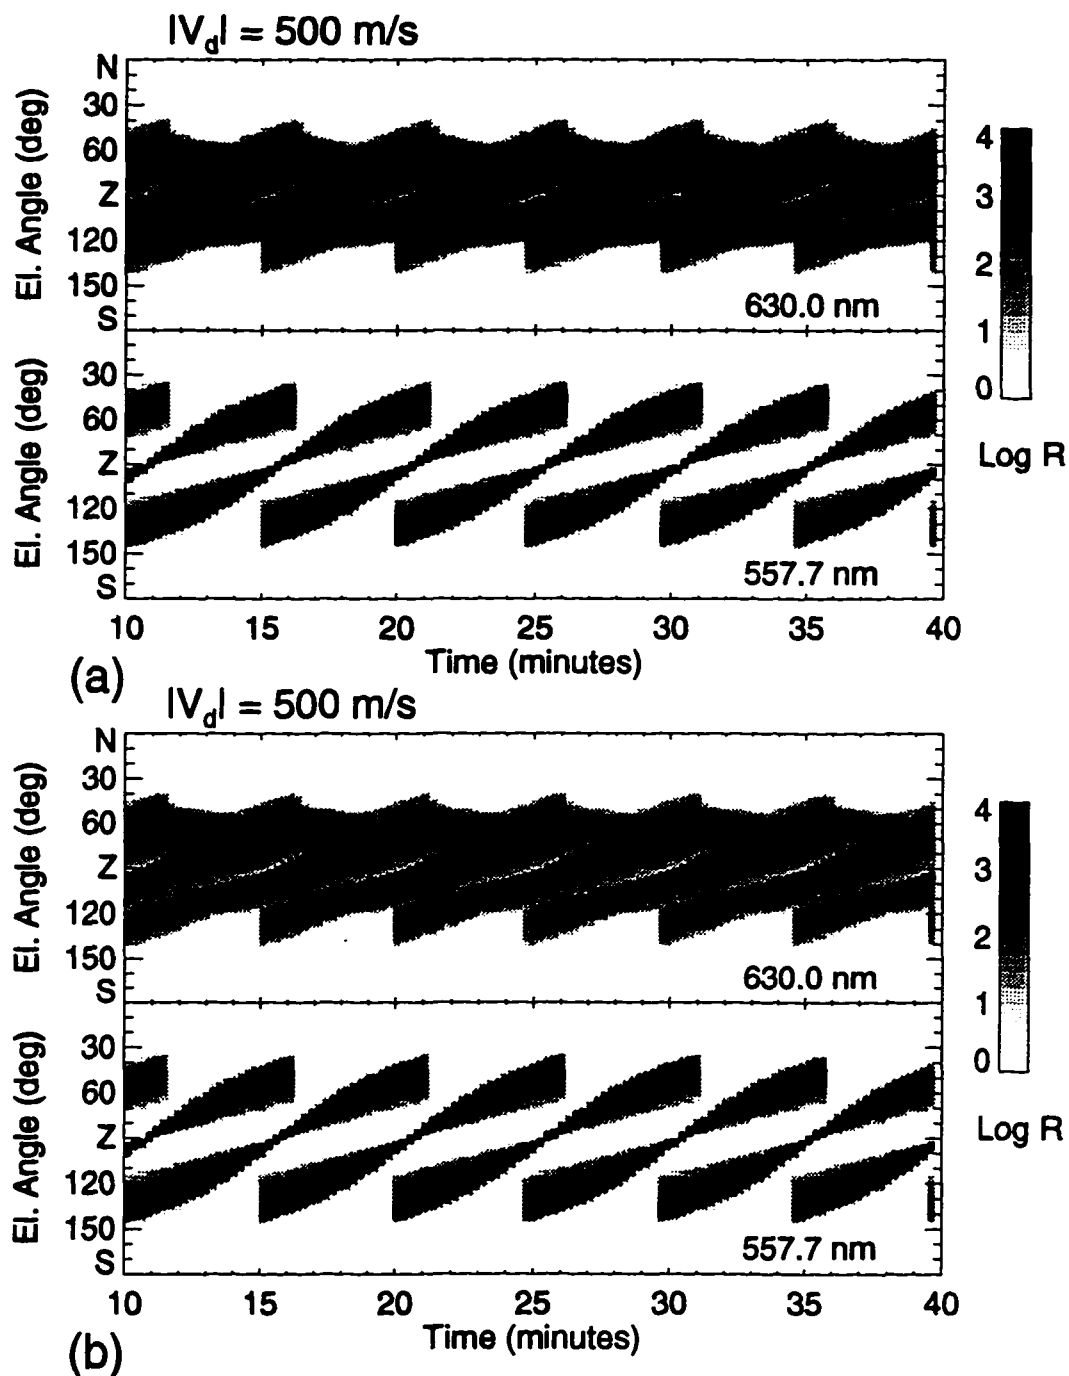 |V_d| = 500 m/s
N
30
60
Z
120
150
S
El. Angle (deg)
630.0 nm
4
3
2
1
0
Log R
30
60
Z
120
150
S
El. Angle (deg)
557.7 nm
10 15 20 25 30 35 40
Time (minutes)
(a)
|V_d| = 500 m/s
N
30
60
Z
120
150
S
El. Angle (deg)
630.0 nm
4
3
2
1
0
Log R
30
60
Z
120
150
S
El. Angle (deg)
557.7 nm
10 15 20 25 30 35 40
Time (minutes)
(b)